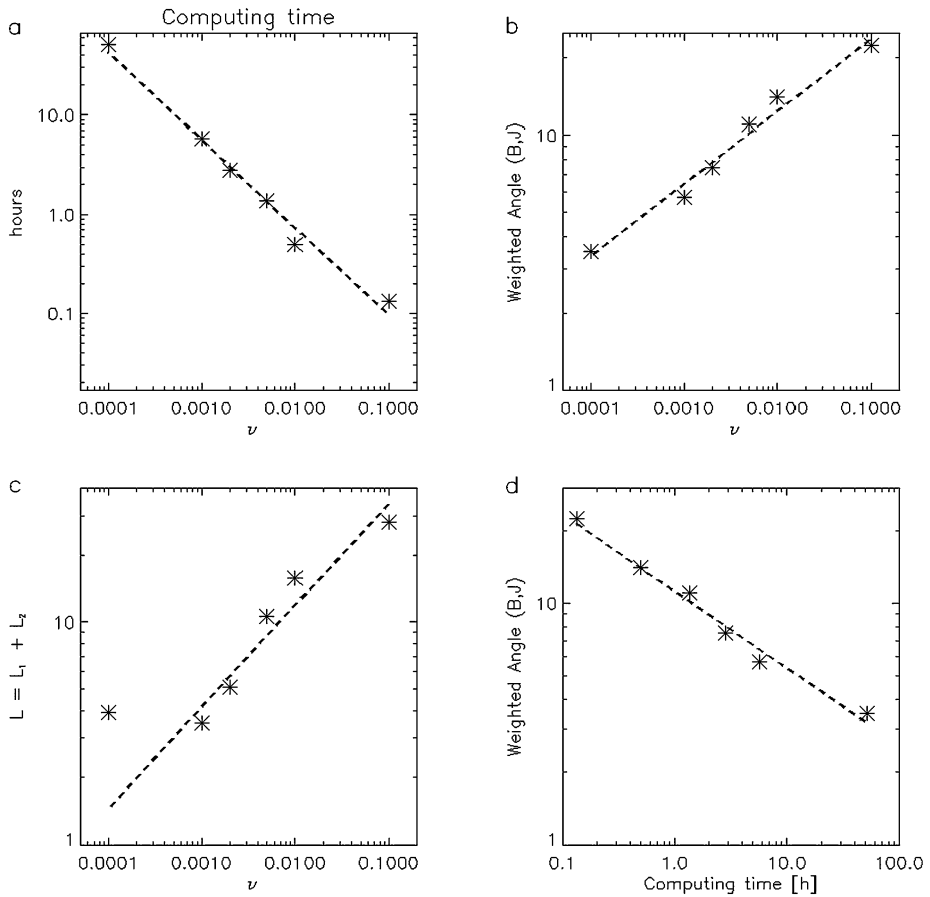 a
Computing time
10.0
1.0
0.1
hours
0.0001 0.0010 0.0100 0.1000
ν
b
10
1
Weighted Angle (B,J)
0.0001 0.0010 0.0100 0.1000
ν
c
10
1
L = L₁ + L₂
0.0001 0.0010 0.0100 0.1000
ν
d
10
1
Weighted Angle (B,J)
0.1 1.0 10.0 100.0
Computing time [h]